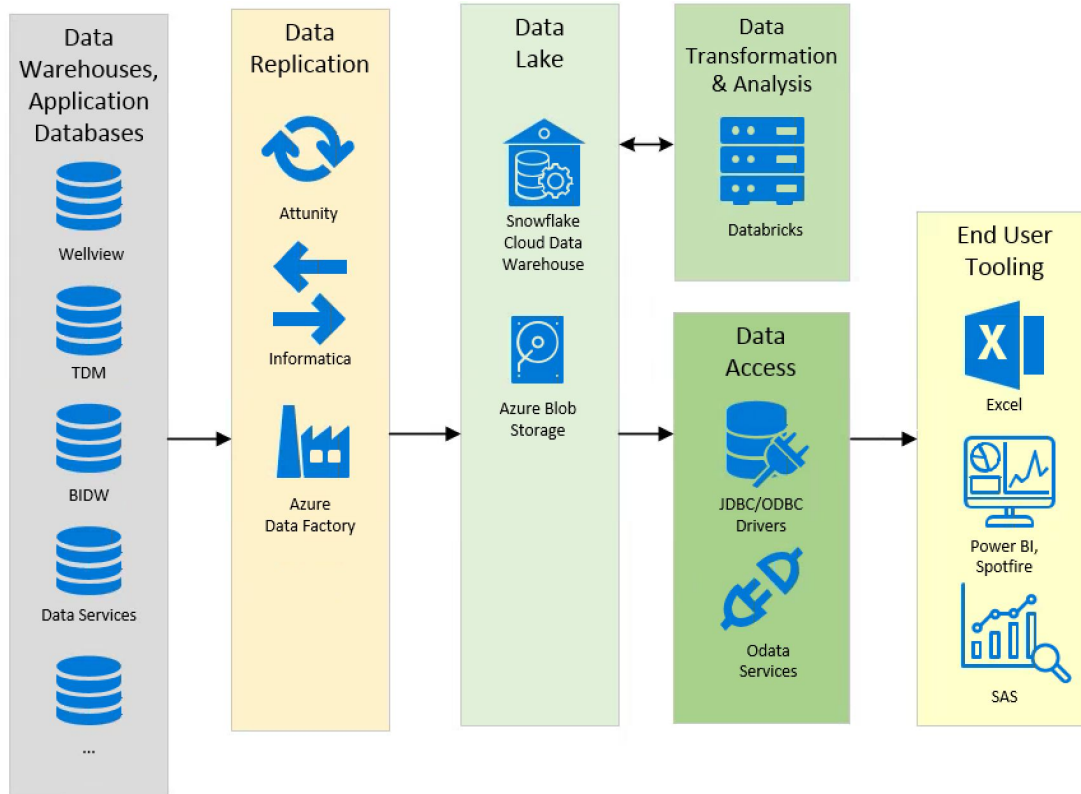 Data
Warehouses,
Application
Databases
Wellview
TDM
BIDW
Data Services
...
Data
Replication
Attunity
Informatica
Azure
Data Factory
Data
Lake
Snowflake
Cloud Data
Warehouse
Azure Blob
Storage
Data
Transformation
& Analysis
Databricks
Data
Access
JDBC/ODBC
Drivers
Odata
Services
End User
Tooling
X
Excel
Power BI,
Spotfire
SAS